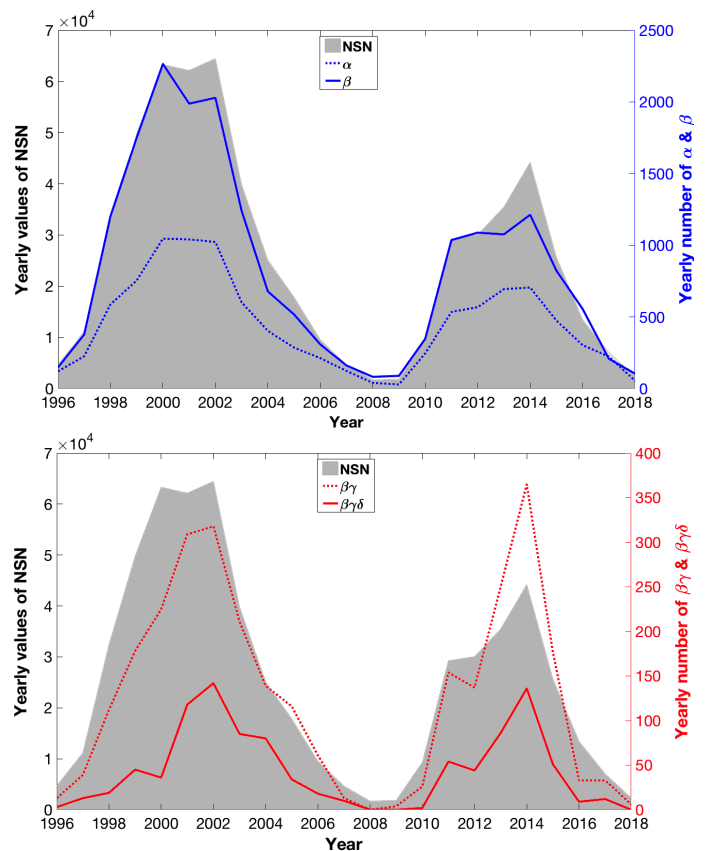 ×10⁴
7
6
5
4
3
2
1
0
Yearly values of NSN
NSN
α
β
2500
2000
1500
1000
500
0
Yearly number of α & β
1996 1998 2000 2002 2004 2006 2008 2010 2012 2014 2016 2018
Year
×10⁴
7
6
5
4
3
2
1
0
Yearly values of NSN
NSN
βγ
βγδ
400
350
300
250
200
150
100
50
0
Yearly number of βγ & βγδ
1996 1998 2000 2002 2004 2006 2008 2010 2012 2014 2016 2018
Year